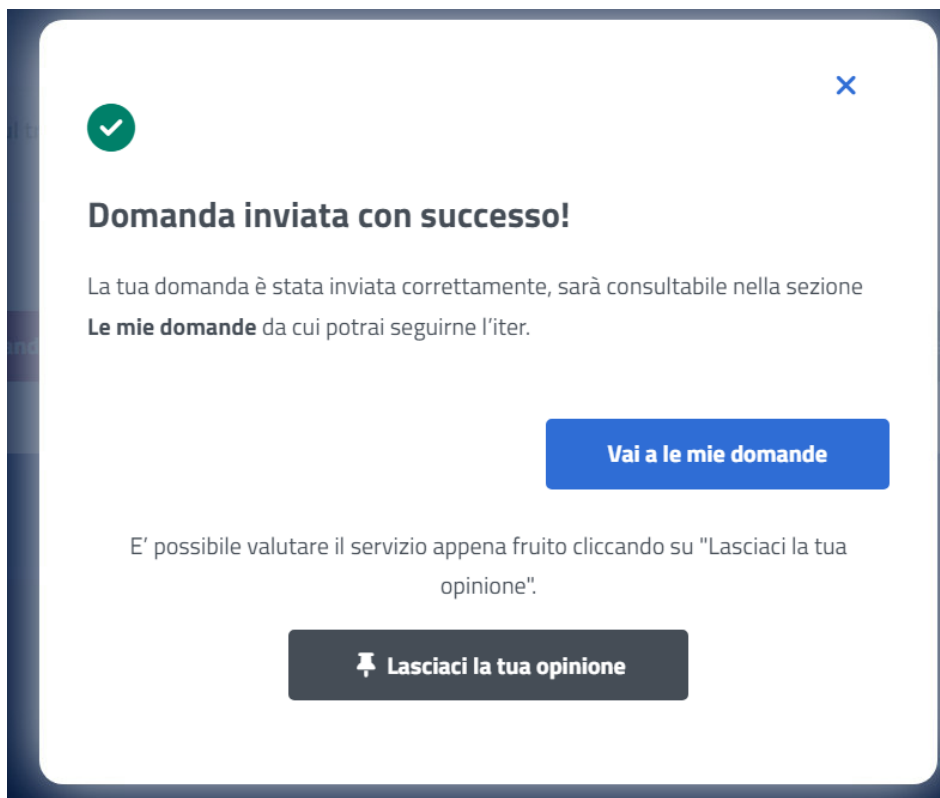 Domanda inviata con successo!
La tua domanda è stata inviata correttamente, sarà consultabile nella sezione
Le mie domande da cui potrai seguirne l’iter.
Vai a le mie domande
E’ possibile valutare il servizio appena fruito cliccando su "Lasciaci la tua
opinione".
Lasciaci la tua opinione